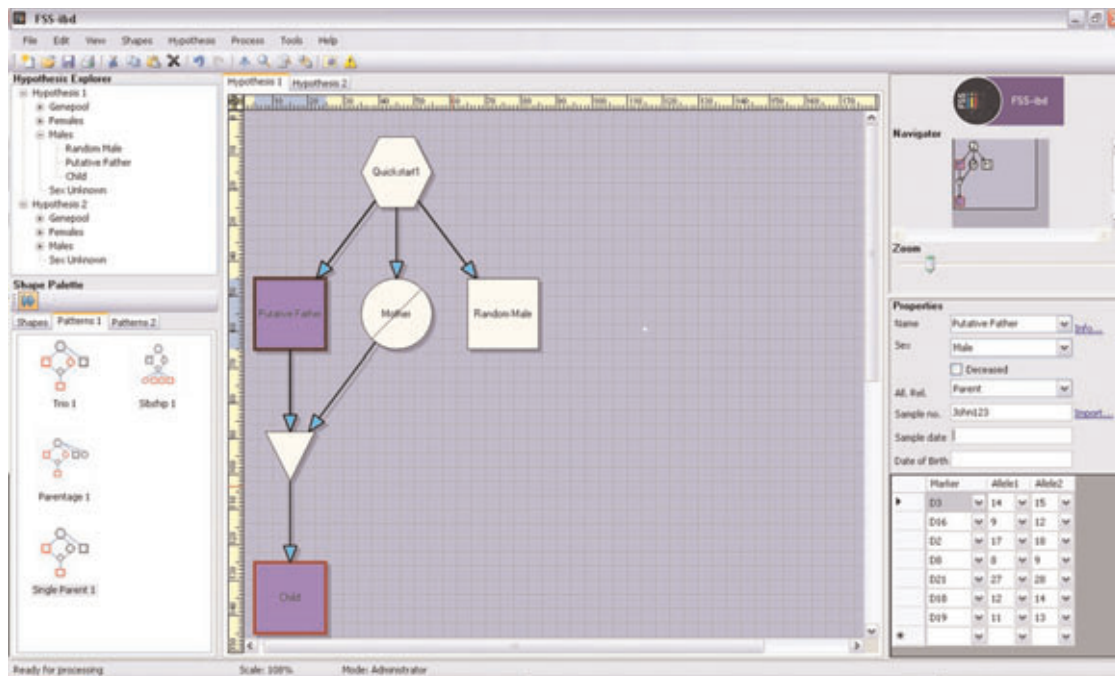 FSS-ibd
File Edit View Shapes Hypothesis Process Tools Help
Hypothesis Explorer
Hypothesis 1
Genepool
Females
Males
Random Male
Putative Father
Child
Sex Unknown
Hypothesis 2
Genepool
Females
Males
Sex Unknown
Shape Palette
Shapes Patterns 1 Patterns 2
Trio 1 Sibship 1
Parentage 1
Single Parent 1
Hypothesis 1 Hypothesis 2
Quickstart1
Putative Father Mother Random Male
Child
FSS FSS-ibd
Navigator
Zoom
Properties
Name Putative Father Info...
Sex Male
Deceased
All. Rel. Parent
Sample no. John123 Import...
Sample date
Date of Birth
Marker Allele1 Allele2
D3 14 15
D16 9 12
D2 17 18
D8 8 9
D21 27 28
D18 12 14
D19 11 13
Ready for processing Scale: 108% Mode: Administrator